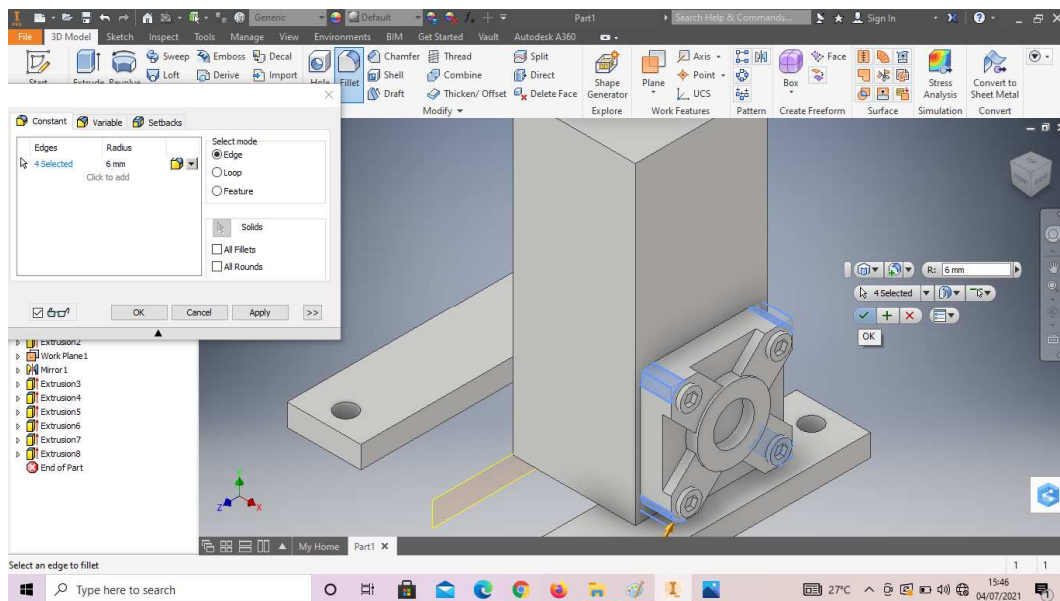 Generic
Default
Part1
Search Help & Commands...
Sign In
File 3D Model Sketch Inspect Tools Manage View Environments BIM Get Started Vault Autodesk A360
Sweep Emboss Decal Chamfer Thread Split Axis Face
Loft Derive Import Shell Combine Direct Point
Start Extrude Revolve Hole Fillet Draft Thicken/ Offset Delete Face Shape Generator Plane UCS Box Stress Analysis Convert to Sheet Metal
Modify Explore Work Features Pattern Create Freeform Surface Simulation Convert
Constant Variable Setbacks
Edges Radius
4 Selected 6 mm
Click to add
Select mode
Edge
Loop
Feature
Solids
All Fillets
All Rounds
OK Cancel Apply >>
R: 6 mm
4 Selected
OK
Extrusion2
Work Plane1
Mirror1
Extrusion3
Extrusion4
Extrusion5
Extrusion6
Extrusion7
Extrusion8
End of Part
Y
Z X
My Home Part1 X
Select an edge to fillet 1 1
Type here to search
27°C
15:46
04/07/2021